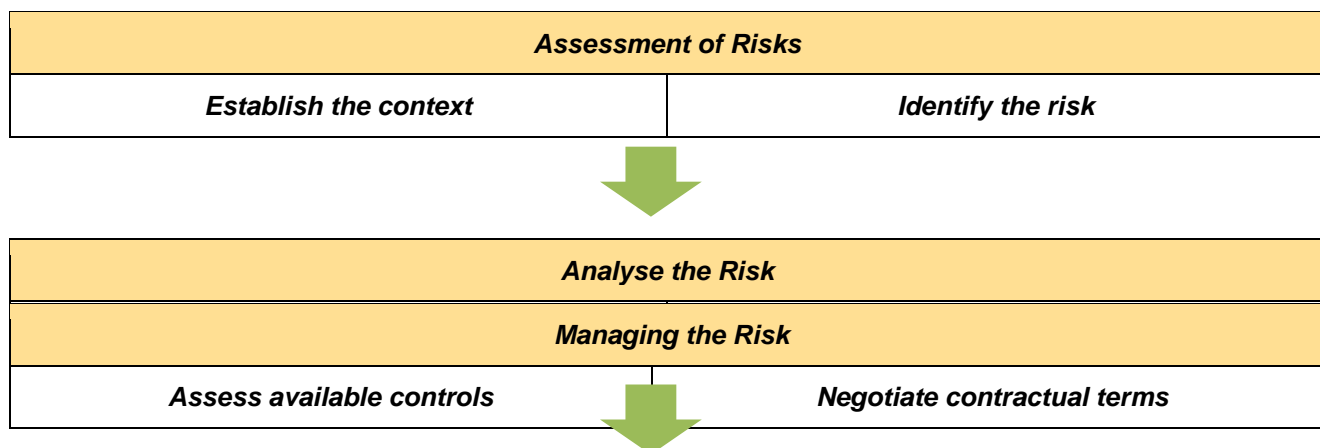 Assessment of Risks
Establish the context Identify the risk
Analyse the Risk
Managing the Risk
Assess available controls Negotiate contractual terms